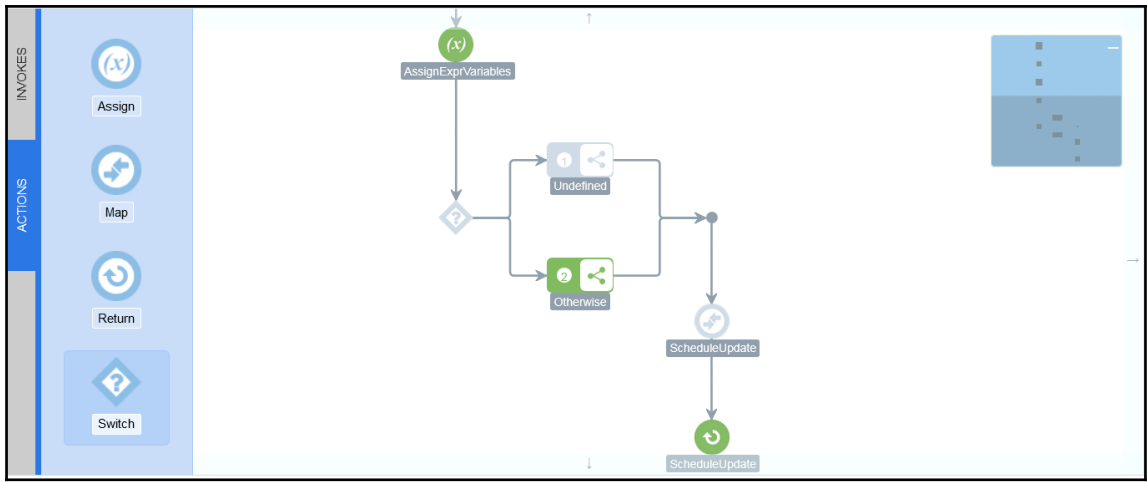 INVOKES
ACTIONS
(x)
Assign
Map
Return
?
Switch
(x)
AssignExprVariables
?
1
Undefined
2
Otherwise
ScheduleUpdate
ScheduleUpdate